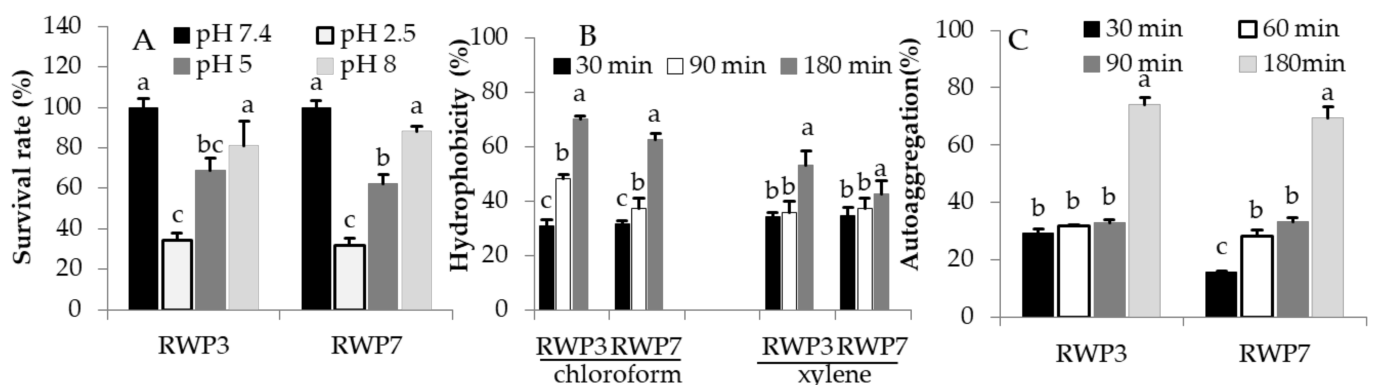 Survival rate (%)
140
120
100
80
60
40
20
0
A
pH 7.4
pH 2.5
pH 5
pH 8
a
c
bc
a
a
c
b
a
RWP3
RWP7
Hydrophobicity (%)
100
80
60
40
20
0
B
30 min
90 min
180 min
c
b
a
c
b
a
b
b
a
b
b
a
RWP3
RWP7
RWP3
RWP7
chloroform
xylene
Autoaggregation(%)
100
80
60
40
20
0
C
30 min
60 min
90 min
180min
b
b
b
a
c
b
b
a
RWP3
RWP7